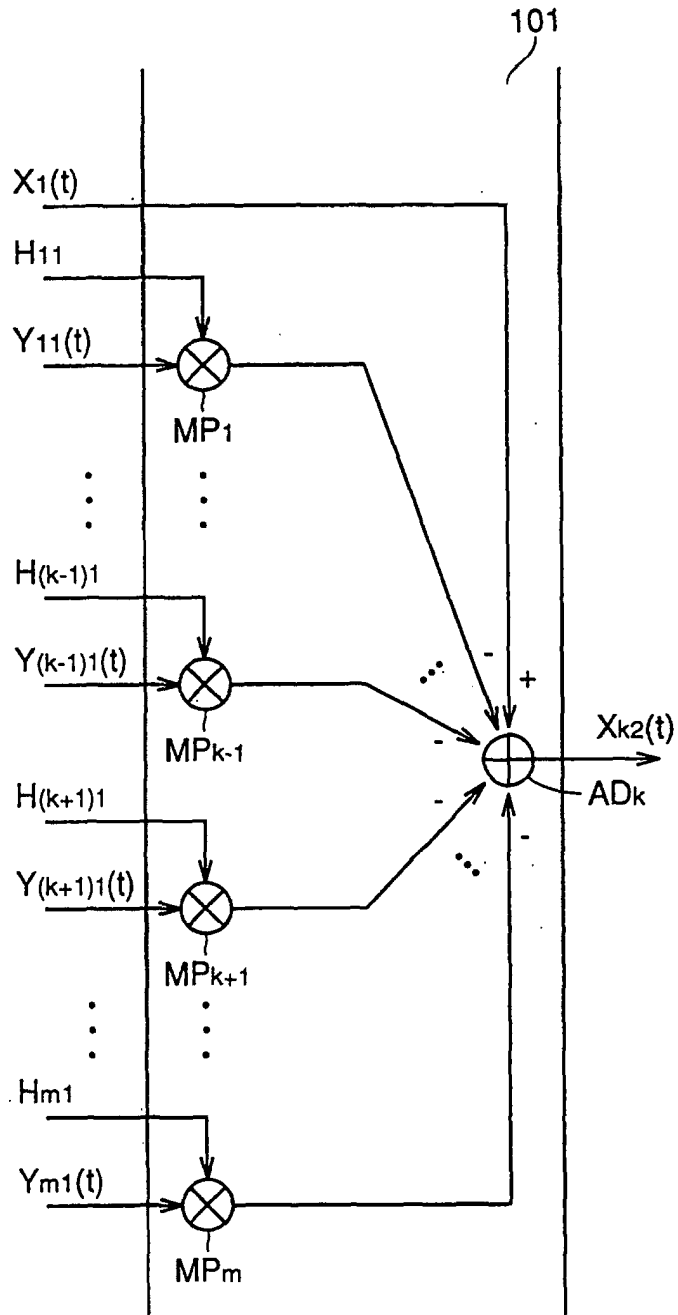 101
X1(t)
H11
Y11(t)
MP1
H(k-1)1
Y(k-1)1(t)
MPk-1
-
-
+
Xk2(t)
ADk
H(k+1)1
-
-
Y(k+1)1(t)
MPk+1
Hm1
Ym1(t)
MPm